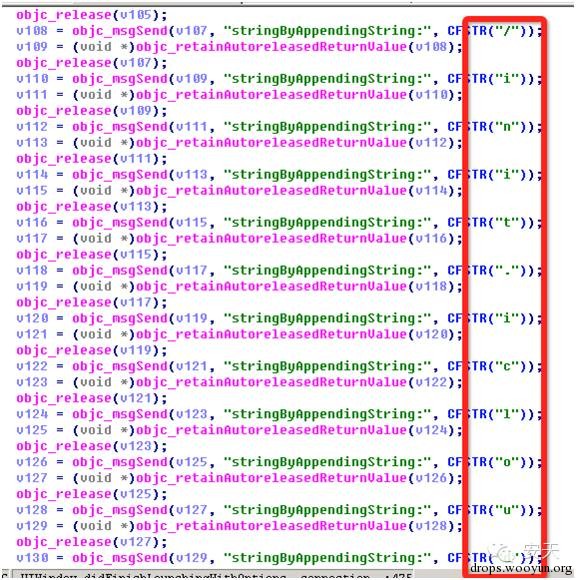 objc_release(v105);
v108 = objc_msgSend(v107, "stringByAppendingString:", CFSTR("/"));
v109 = (void *)objc_retainAutoreleasedReturnValue(v108);
objc_release(v107);
v110 = objc_msgSend(v109, "stringByAppendingString:", CFSTR("i"));
v111 = (void *)objc_retainAutoreleasedReturnValue(v110);
objc_release(v109);
v112 = objc_msgSend(v111, "stringByAppendingString:", CFSTR("n"));
v113 = (void *)objc_retainAutoreleasedReturnValue(v112);
objc_release(v111);
v114 = objc_msgSend(v113, "stringByAppendingString:", CFSTR("i"));
v115 = (void *)objc_retainAutoreleasedReturnValue(v114);
objc_release(v113);
v116 = objc_msgSend(v115, "stringByAppendingString:", CFSTR("t"));
v117 = (void *)objc_retainAutoreleasedReturnValue(v116);
objc_release(v115);
v118 = objc_msgSend(v117, "stringByAppendingString:", CFSTR("."));
v119 = (void *)objc_retainAutoreleasedReturnValue(v118);
objc_release(v117);
v120 = objc_msgSend(v119, "stringByAppendingString:", CFSTR("i"));
v121 = (void *)objc_retainAutoreleasedReturnValue(v120);
objc_release(v119);
v122 = objc_msgSend(v121, "stringByAppendingString:", CFSTR("c"));
v123 = (void *)objc_retainAutoreleasedReturnValue(v122);
objc_release(v121);
v124 = objc_msgSend(v123, "stringByAppendingString:", CFSTR("l"));
v125 = (void *)objc_retainAutoreleasedReturnValue(v124);
objc_release(v123);
v126 = objc_msgSend(v125, "stringByAppendingString:", CFSTR("o"));
v127 = (void *)objc_retainAutoreleasedReturnValue(v126);
objc_release(v125);
v128 = objc_msgSend(v127, "stringByAppendingString:", CFSTR("u"));
v129 = (void *)objc_retainAutoreleasedReturnValue(v128);
objc_release(v127);
v130 = objc_msgSend(v129, "stringByAppendingString:",
安天
drops.wooyun.org